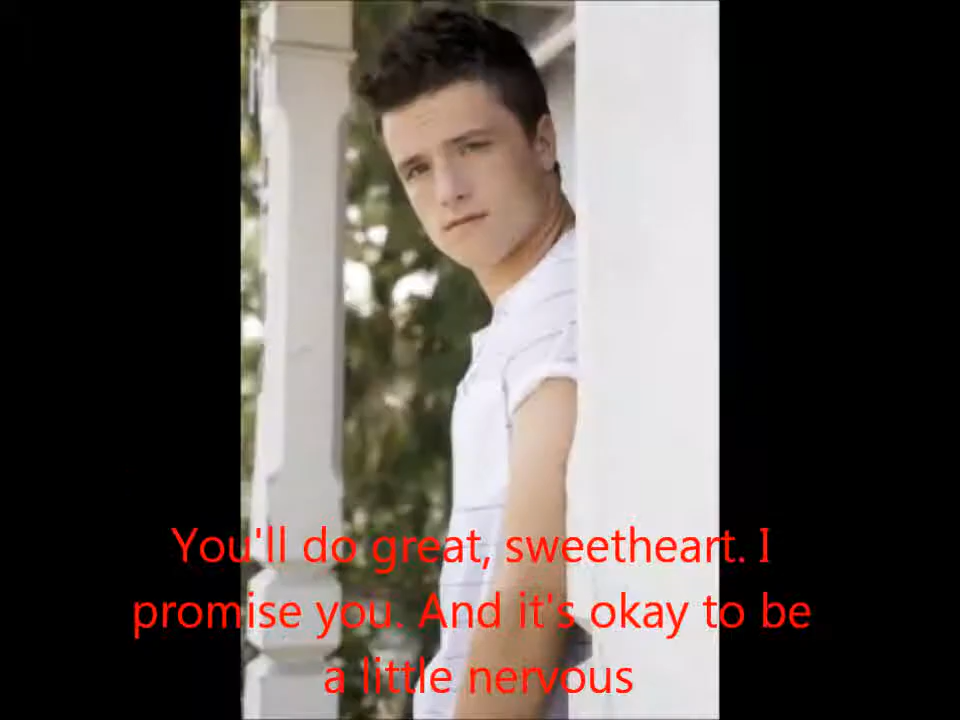 You'll do great, sweetheart. I
promise you. And it's okay to be
a little nervous